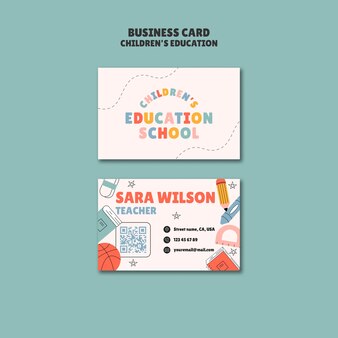 BUSINESS CARD
CHILDREN'S EDUCATION
CHILDREN'S
EDUCATION
SCHOOL
SARA WILSON
TEACHER
Street name, CA, USA
123 45 67 89
youremail@mail.com